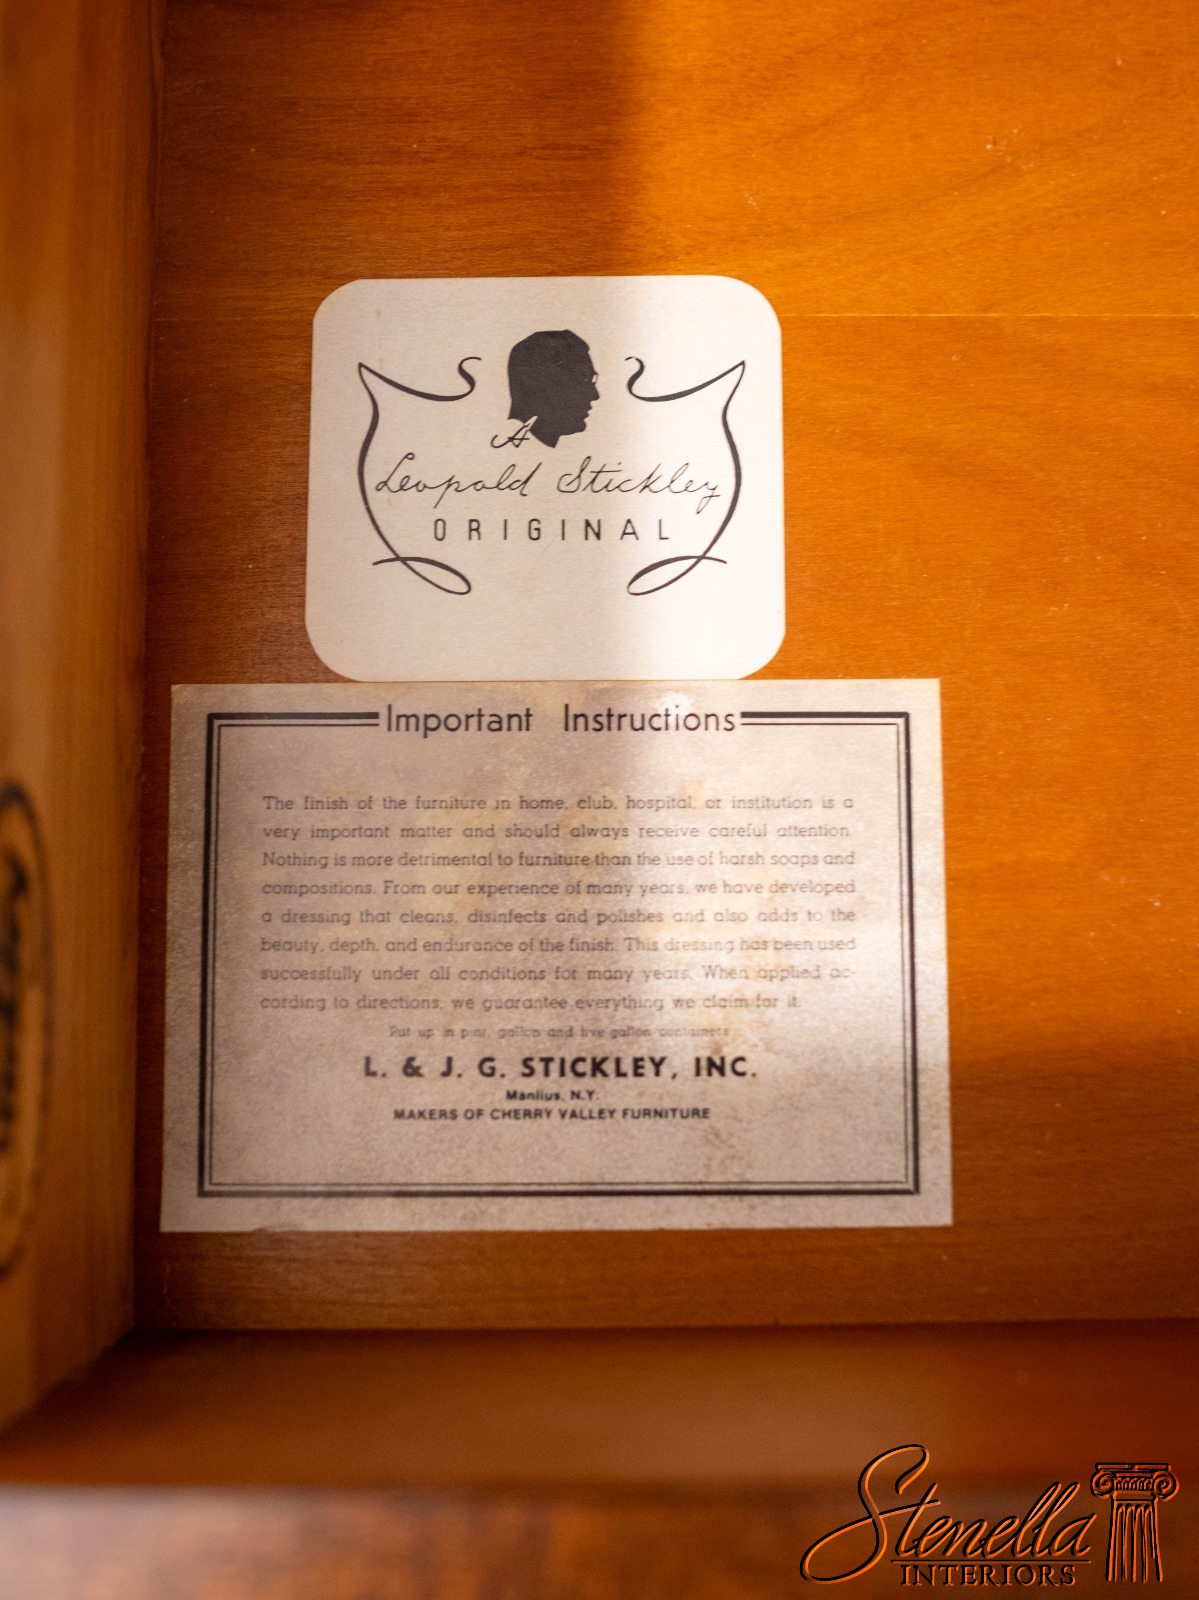 A
Leopold Stickley
ORIGINAL
Important Instructions
The finish of the furniture in home, club, hospital, or institution is a
very important matter and should always receive careful attention.
Nothing is more detrimental to furniture than the use of harsh soaps and
compositions. From our experience of many years, we have developed
a dressing that cleans, disinfects and polishes and also adds to the
beauty, depth, and endurance of the finish. This dressing has been used
successfully under all conditions for many years. When applied ac-
cording to directions, we guarantee everything we claim for it.
Put up in pint, gallon and five gallon containers
L. & J. G. STICKLEY, INC.
Manlius, N.Y.
MAKERS OF CHERRY VALLEY FURNITURE
Stenella
INTERIORS